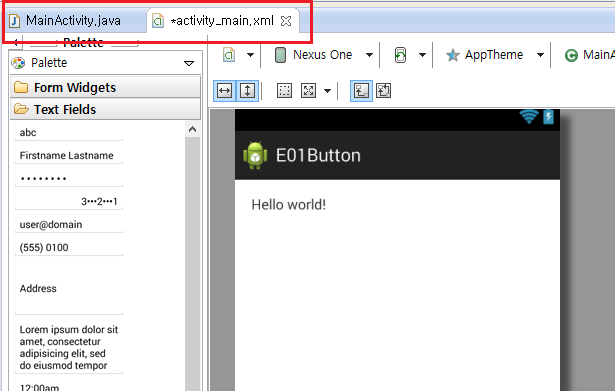 MainActivity.java
*activity_main.xml
Palette
Palette
Nexus One
AppTheme
MainA
Form Widgets
Text Fields
abc
Firstname Lastname
••••••••
3•••2•••1
user@domain
(555) 0100
Address
Lorem ipsum dolor sit
amet, consectetur
adipisicing elit, sed
do eiusmod tempor
12:00am
E01Button
Hello world!